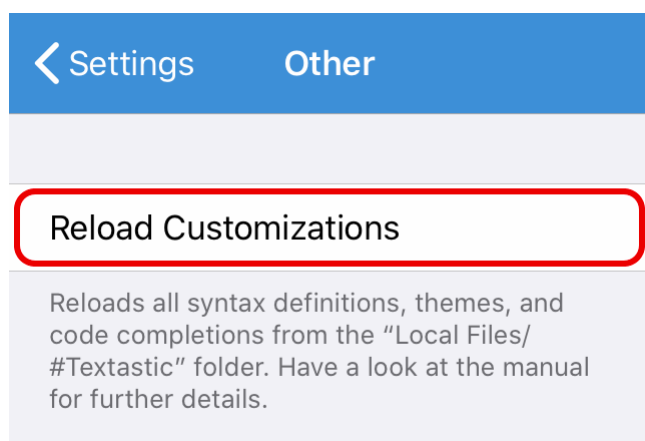 Settings Other
Reload Customizations
Reloads all syntax definitions, themes, and
code completions from the “Local Files/
#Textastic” folder. Have a look at the manual
for further details.